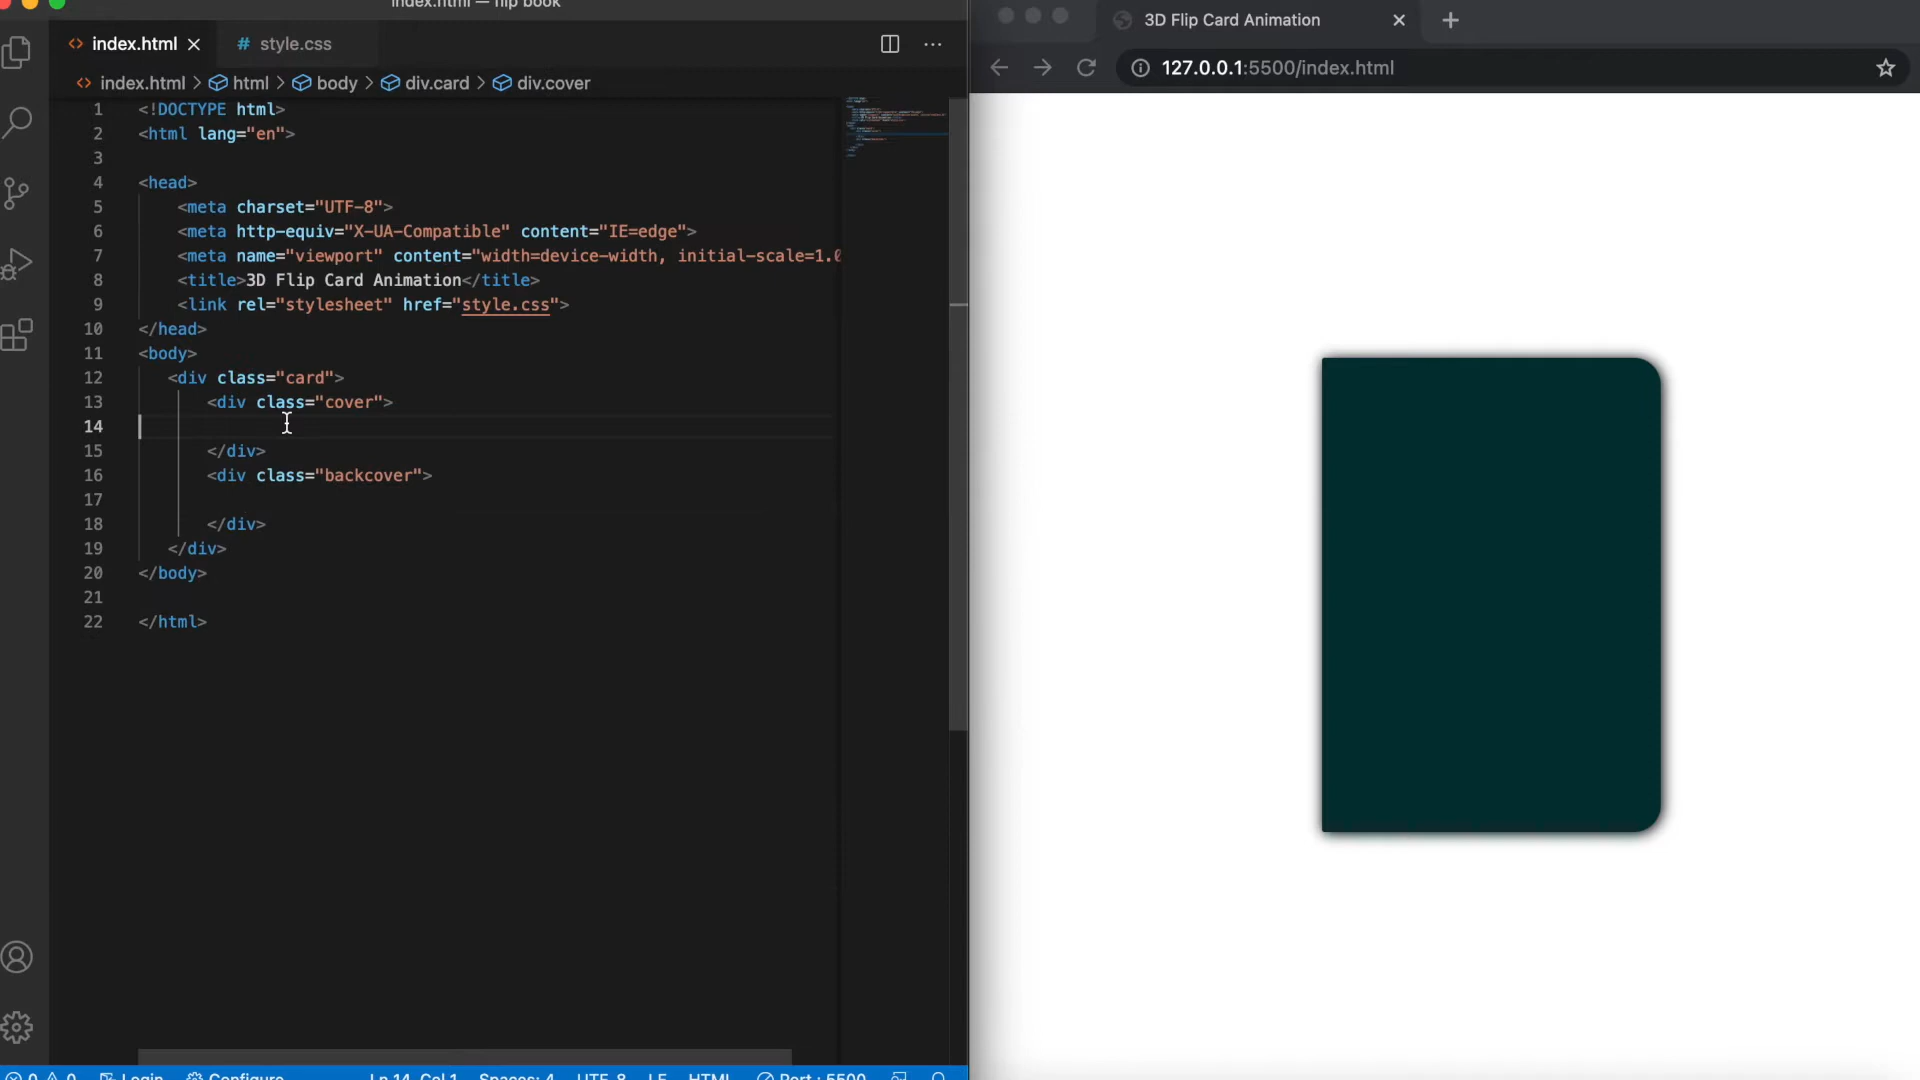 index.html — flip book
index.html
# style.css
index.html > html > body > div.card > div.cover
1 <!DOCTYPE html>
2 <html lang="en">
3
4 <head>
5 <meta charset="UTF-8">
6 <meta http-equiv="X-UA-Compatible" content="IE=edge">
7 <meta name="viewport" content="width=device-width, initial-scale=1.0
8 <title>3D Flip Card Animation</title>
9 <link rel="stylesheet" href="style.css">
10 </head>
11 <body>
12 <div class="card">
13 <div class="cover">
14
15 </div>
16 <div class="backcover">
17
18 </div>
19 </div>
20 </body>
21
22 </html>
0 0 Login Configure Ln 14, Col 1 Spaces: 4 UTF-8 LF HTML Port : 5500
3D Flip Card Animation
127.0.0.1:5500/index.html